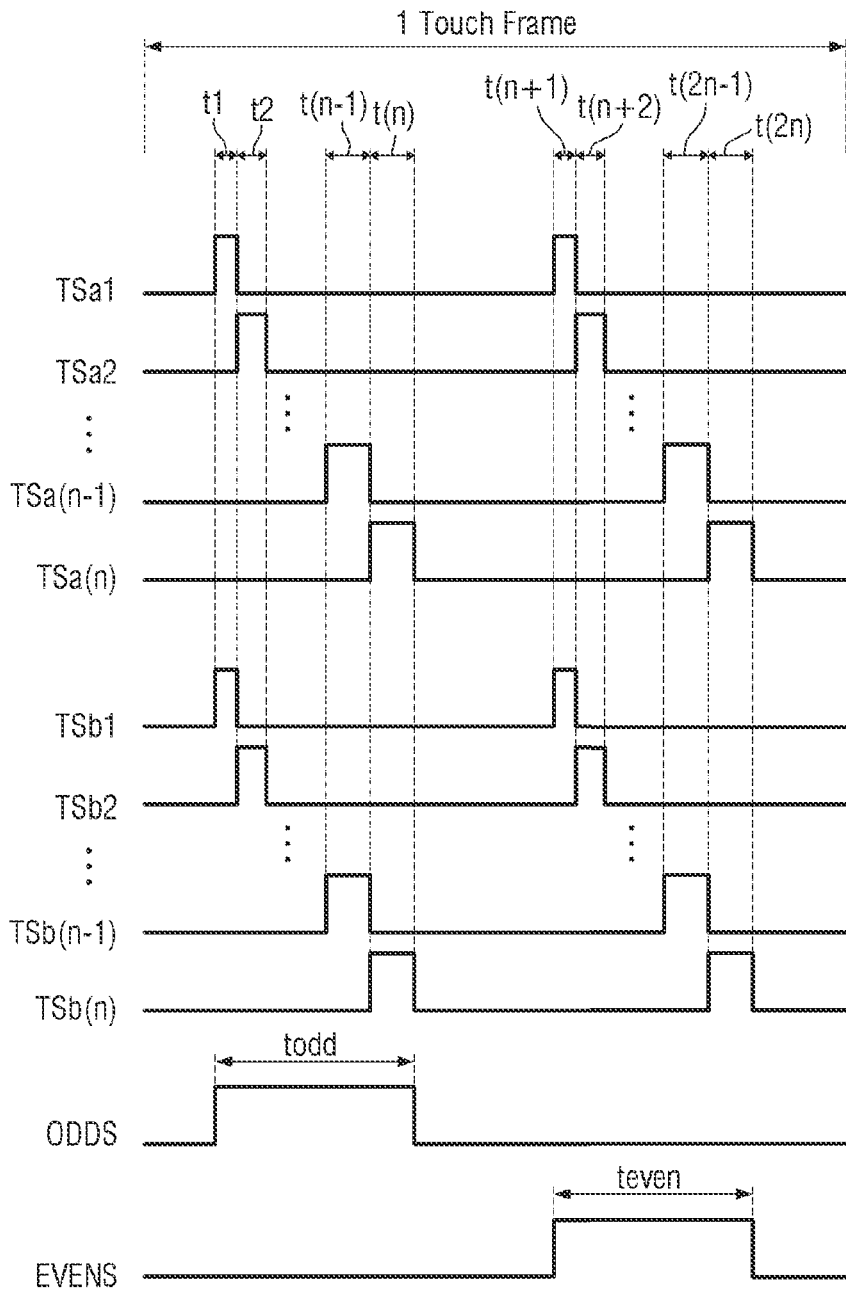 1 Touch Frame
t1
t2
t(n-1)
t(n)
t(n+1)
t(n+2)
t(2n-1)
t(2n)
TSa1
TSa2
TSa(n-1)
TSa(n)
TSb1
TSb2
TSb(n-1)
TSb(n)
todd
ODDS
teven
EVENS